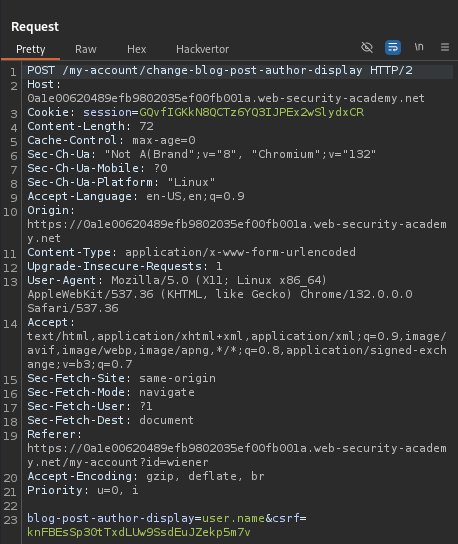 Request
Pretty Raw Hex Hackvertor
\n
1 POST /my-account/change-blog-post-author-display HTTP/2
2 Host:
0a1e00620489efb9802035ef00fb001a.web-security-academy.net
3 Cookie: session=GQvfIGKkN8QCTz6YQ3IJPEx2wSlydxCR
4 Content-Length: 72
5 Cache-Control: max-age=0
6 Sec-Ch-Ua: "Not A(Brand";v="8", "Chromium";v="132"
7 Sec-Ch-Ua-Mobile: ?0
8 Sec-Ch-Ua-Platform: "Linux"
9 Accept-Language: en-US,en;q=0.9
10 Origin:
https://0a1e00620489efb9802035ef00fb001a.web-security-academ
y.net
11 Content-Type: application/x-www-form-urlencoded
12 Upgrade-Insecure-Requests: 1
13 User-Agent: Mozilla/5.0 (X11; Linux x86_64)
AppleWebKit/537.36 (KHTML, like Gecko) Chrome/132.0.0.0
Safari/537.36
14 Accept:
text/html,application/xhtml+xml,application/xml;q=0.9,image/
avif,image/webp,image/apng,*/*;q=0.8,application/signed-exch
ange;v=b3;q=0.7
15 Sec-Fetch-Site: same-origin
16 Sec-Fetch-Mode: navigate
17 Sec-Fetch-User: ?1
18 Sec-Fetch-Dest: document
19 Referer:
https://0a1e00620489efb9802035ef00fb001a.web-security-academ
y.net/my-account?id=wiener
20 Accept-Encoding: gzip, deflate, br
21 Priority: u=0, i
22
23 blog-post-author-display=user.name&csrf=
knFBEsSp30tTxdLUw9SsdEuJZekp5m7v